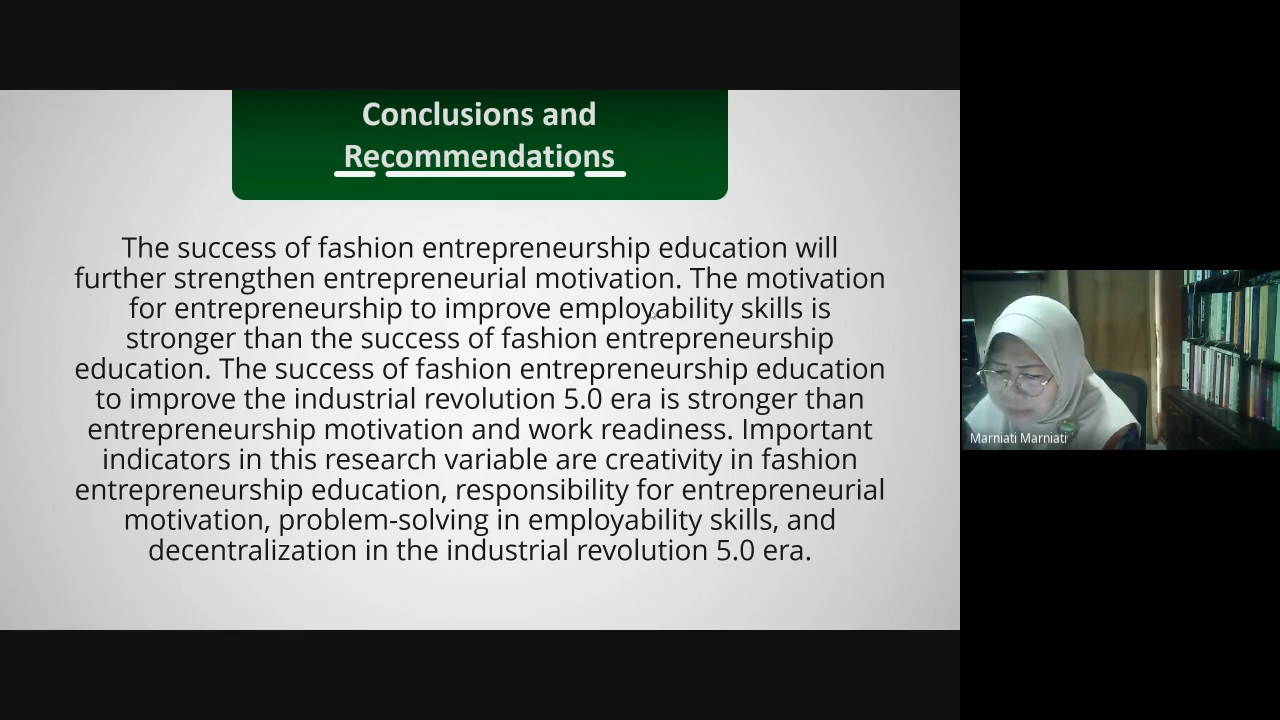 Conclusions and
Recommendations
The success of fashion entrepreneurship education will
further strengthen entrepreneurial motivation. The motivation
for entrepreneurship to improve employability skills is
stronger than the success of fashion entrepreneurship
education. The success of fashion entrepreneurship education
to improve the industrial revolution 5.0 era is stronger than
entrepreneurship motivation and work readiness. Important
indicators in this research variable are creativity in fashion
entrepreneurship education, responsibility for entrepreneurial
motivation, problem-solving in employability skills, and
decentralization in the industrial revolution 5.0 era.
Marniati Marniati